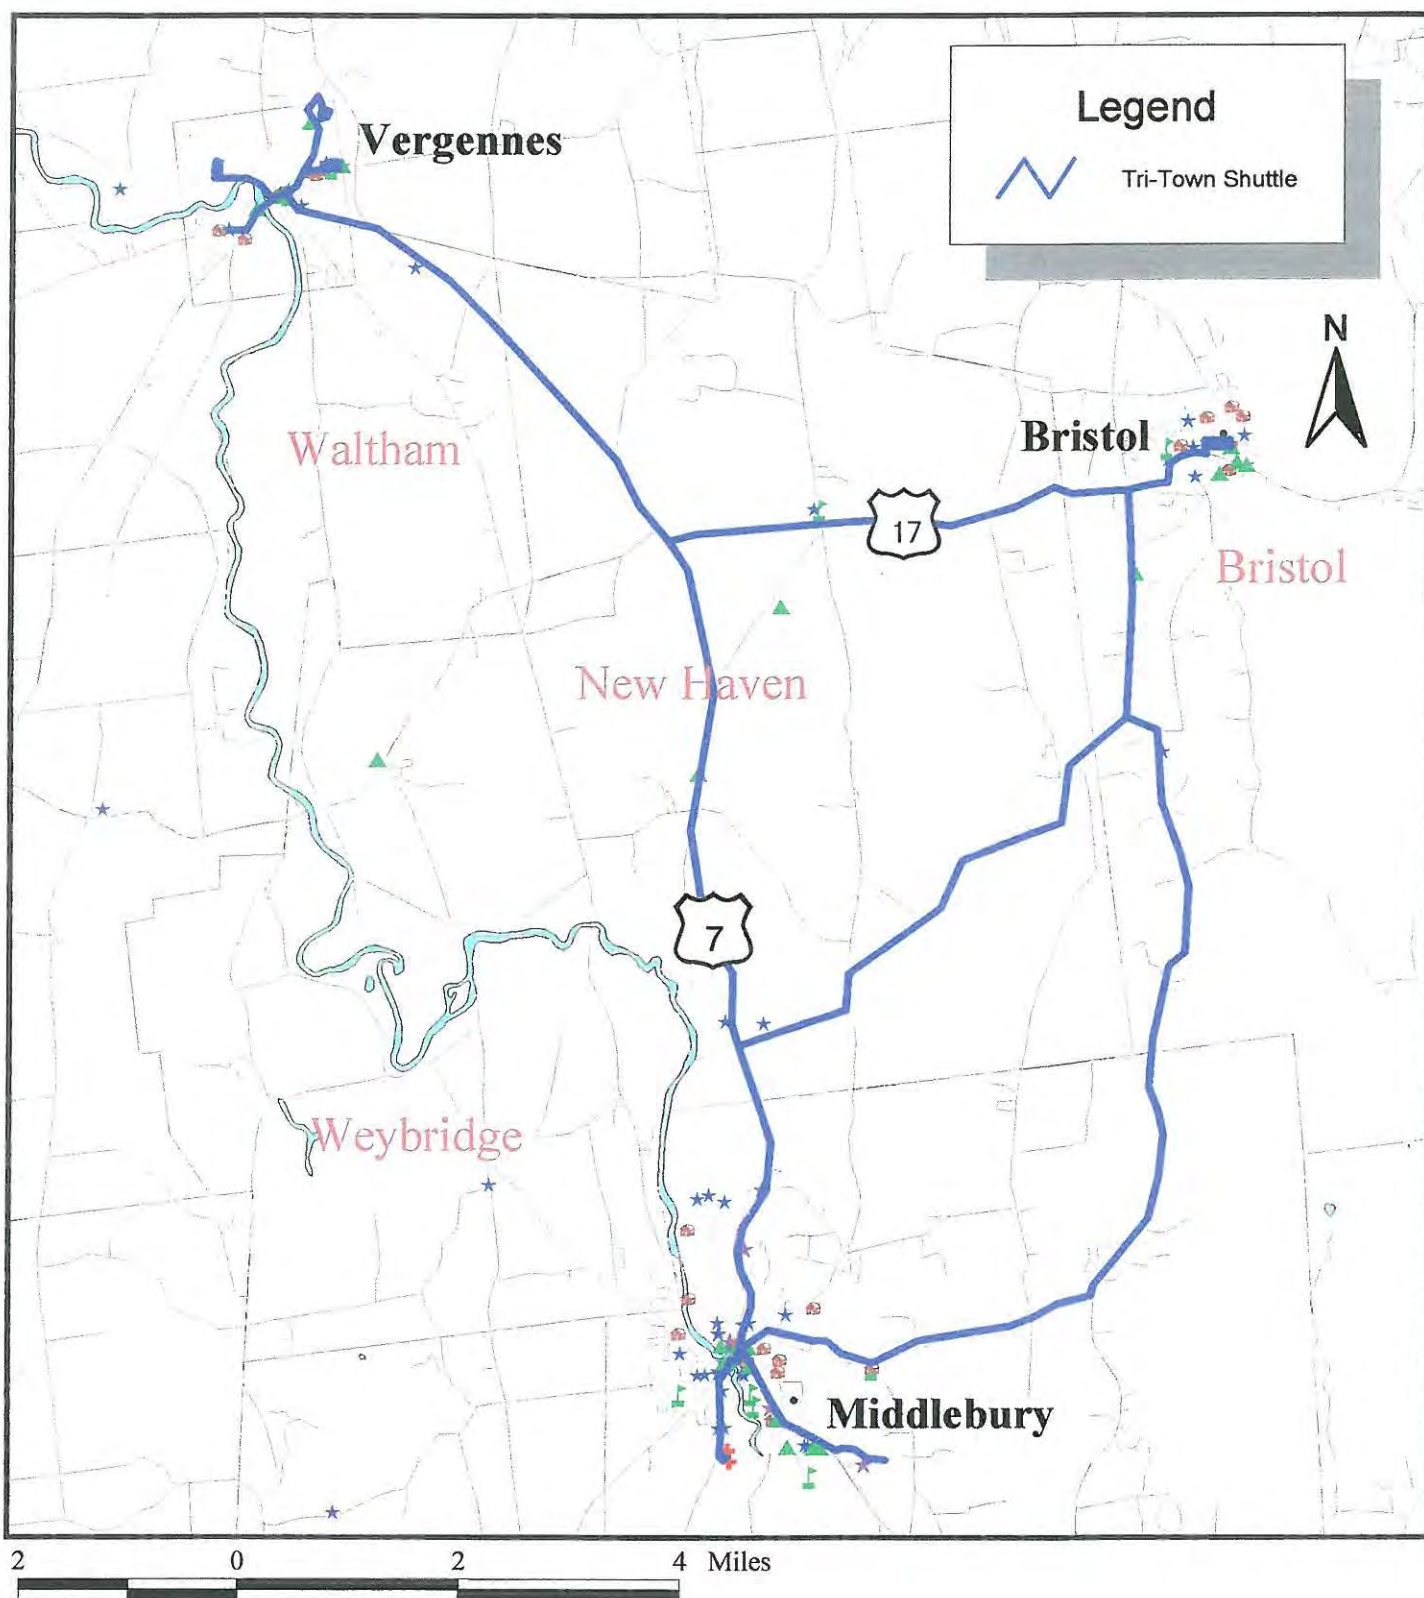 Legend
Tri-Town Shuttle
Vergennes
N
Waltham
Bristol
17
Bristol
New Haven
7
Weybridge
Middlebury
2 0 2 4 Miles